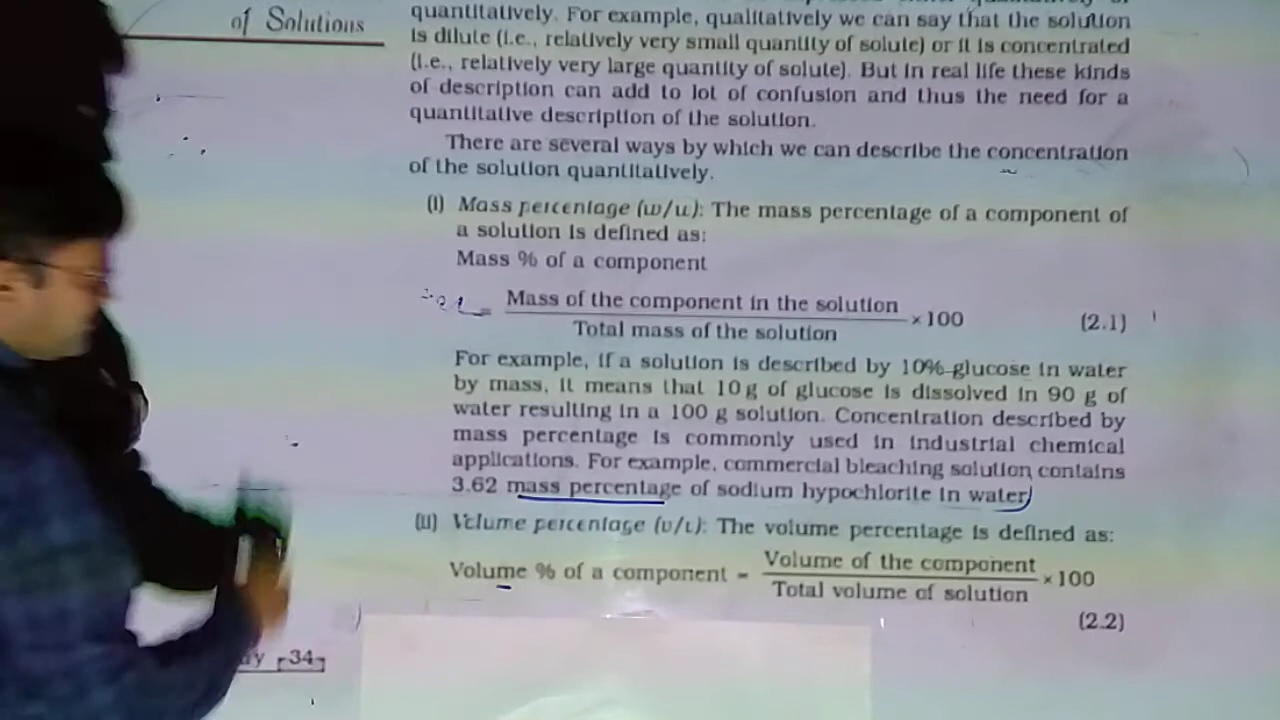 of Solutions
quantitatively. For example, qualitatively we can say that the solution
is dilute (i.e., relatively very small quantity of solute) or it is concentrated
(i.e., relatively very large quantity of solute). But in real life these kinds
of description can add to lot of confusion and thus the need for a
quantitative description of the solution.
There are several ways by which we can describe the concentration
of the solution quantitatively.
(i) Mass percentage (w/w): The mass percentage of a component of
a solution is defined as:
Mass % of a component
= Mass of the component in the solution
Total mass of the solution
×100
(2.1)
For example, if a solution is described by 10% glucose in water
by mass, it means that 10 g of glucose is dissolved in 90 g of
water resulting in a 100 g solution. Concentration described by
mass percentage is commonly used in industrial chemical
applications. For example, commercial bleaching solution contains
3.62 mass percentage of sodium hypochlorite in water
(ii) Volume percentage (v/v): The volume percentage is defined as:
Volume % of a component = Volume of the component
Total volume of solution
×100
(2.2)
34